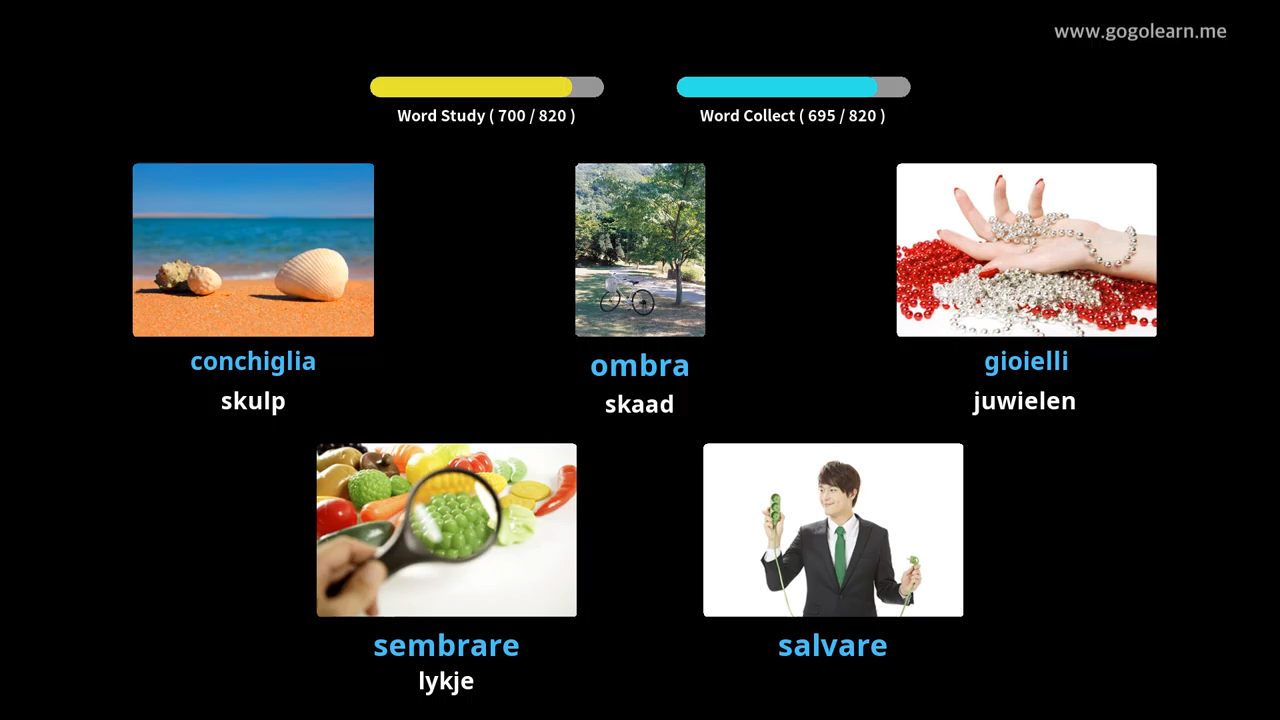 www.gogolearn.me
Word Study ( 700 / 820 )
Word Collect ( 695 / 820 )
conchiglia
skulp
ombra
skaad
gioielli
juwielen
sembrare
lykje
salvare